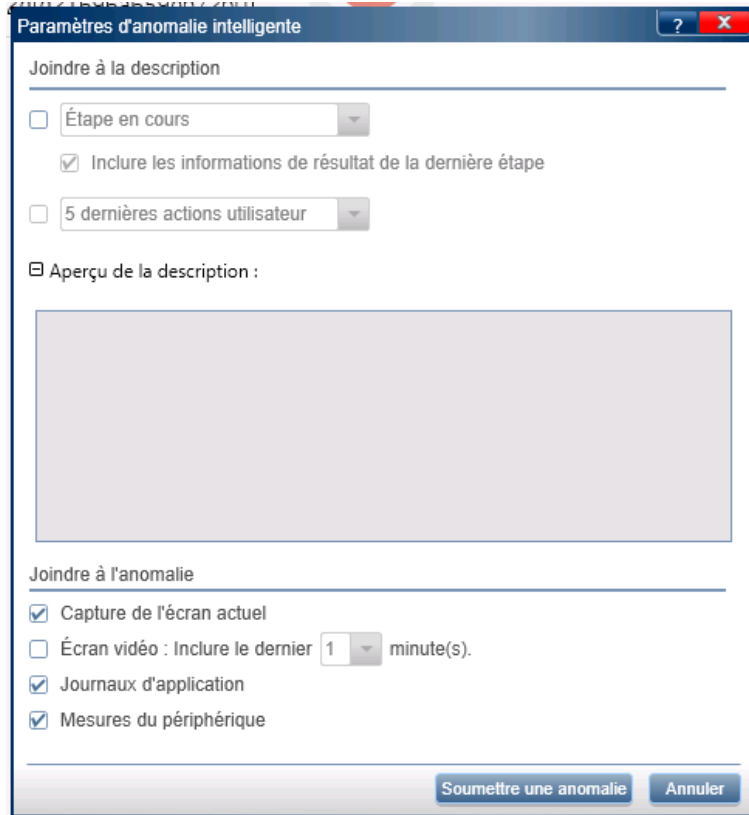 Paramètres d'anomalie intelligente
?
X
Joindre à la description
Étape en cours
Inclure les informations de résultat de la dernière étape
5 dernières actions utilisateur
Aperçu de la description :
Joindre à l'anomalie
Capture de l'écran actuel
Écran vidéo : Inclure le dernier 1 minute(s).
Journaux d'application
Mesures du périphérique
Soumettre une anomalie
Annuler